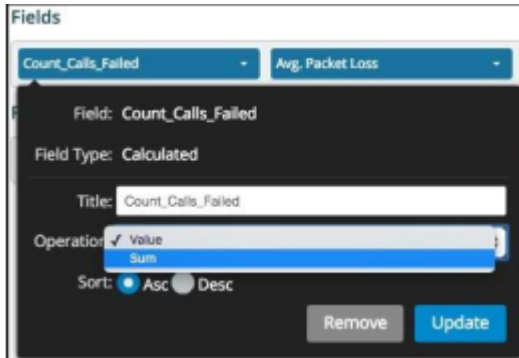 Fields
Count_Calls_Failed Avg. Packet Loss
Field: Count_Calls_Failed
Field Type: Calculated
Title: Count_Calls_Failed
Operation ✓ Value
Sum
Sort: Asc Desc
Remove Update